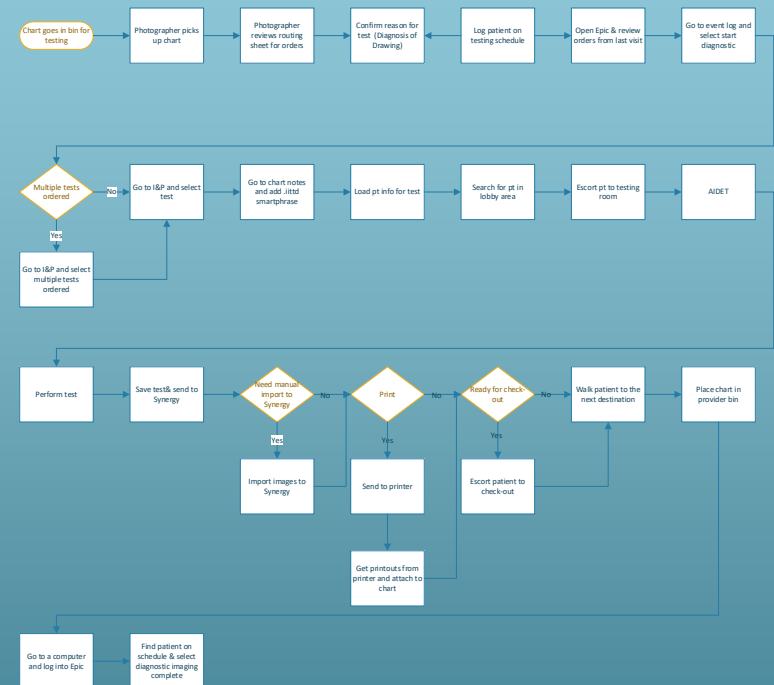 Chart goes in bin for
testing
Photographer picks
up chart
Photographer
reviews routing
sheet for orders
Confirm reason for
test (Diagnosis of
Drawing)
Log patient on
testing schedule
Open Epic & review
orders from last visit
Go to event log and
select start
diagnostic
Multiple tests
ordered
No
Go to I&P and select
test
Go to chart notes
and add .iittd
smartphrase
Load pt info for test
Search for pt in
lobby area
Escort pt to testing
room
AIDET
Yes
Go to I&P and select
multiple tests
ordered
Perform test
Save test& send to
Synergy
Need manual
import to
Synergy
No
Print
No
Ready for check-
out
No
Walk patient to the
next destination
Place chart in
provider bin
Yes
Yes
Yes
Import images to
Synergy
Send to printer
Escort patient to
check-out
Get printouts from
printer and attach to
chart
Go to a computer
and log into Epic
Find patient on
schedule & select
diagnostic imaging
complete